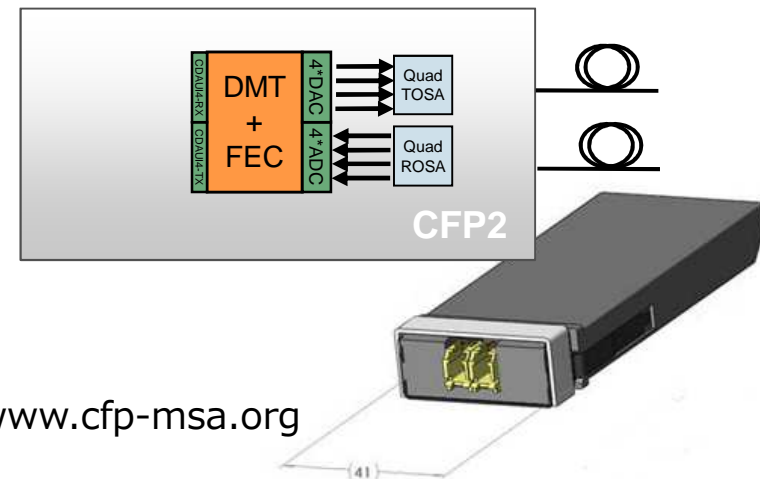 CDAUI4-RX
CDAUI4-TX
DMT
+
FEC
4*DAC
4*ADC
Quad
TOSA
Quad
ROSA
CFP2
www.cfp-msa.org
(41)